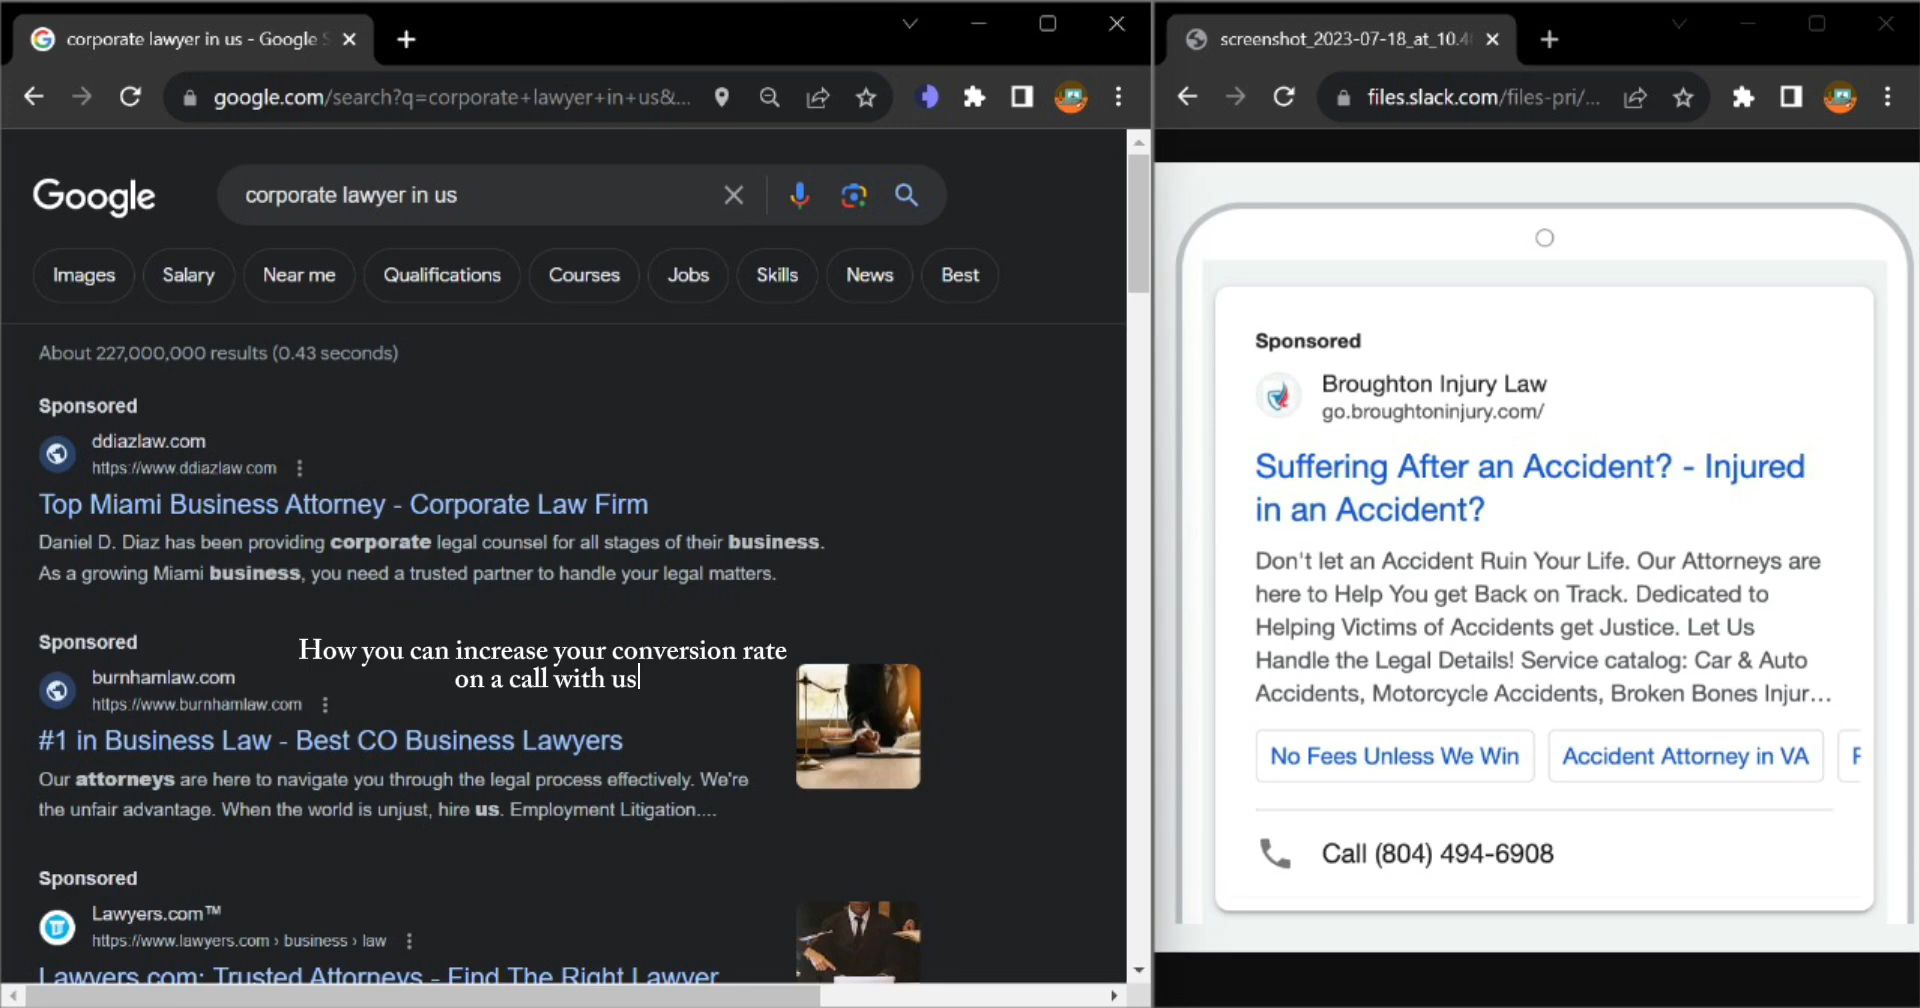 corporate lawyer in us - Google S
google.com/search?q=corporate+lawyer+in+us&...
Google
corporate lawyer in us
Images
Salary
Near me
Qualifications
Courses
Jobs
Skills
News
Best
About 227,000,000 results (0.43 seconds)
Sponsored
ddiazlaw.com
https://www.ddiazlaw.com
Top Miami Business Attorney - Corporate Law Firm
Daniel D. Diaz has been providing corporate legal counsel for all stages of their business.
As a growing Miami business, you need a trusted partner to handle your legal matters.
Sponsored
How you can increase your conversion rate
on a call with us
burnhamlaw.com
https://www.burnhamlaw.com
#1 in Business Law - Best CO Business Lawyers
Our attorneys are here to navigate you through the legal process effectively. We're
the unfair advantage. When the world is unjust, hire us. Employment Litigation....
Sponsored
Lawyers.com™
https://www.lawyers.com › business › law
Lawyers.com: Trusted Attorneys - Find The Right Lawyer
screenshot_2023-07-18_at_10.4
files.slack.com/files-pri/...
Sponsored
Broughton Injury Law
go.broughtoninjury.com/
Suffering After an Accident? - Injured
in an Accident?
Don't let an Accident Ruin Your Life. Our Attorneys are
here to Help You get Back on Track. Dedicated to
Helping Victims of Accidents get Justice. Let Us
Handle the Legal Details! Service catalog: Car & Auto
Accidents, Motorcycle Accidents, Broken Bones Injur...
No Fees Unless We Win
Accident Attorney in VA
Call (804) 494-6908